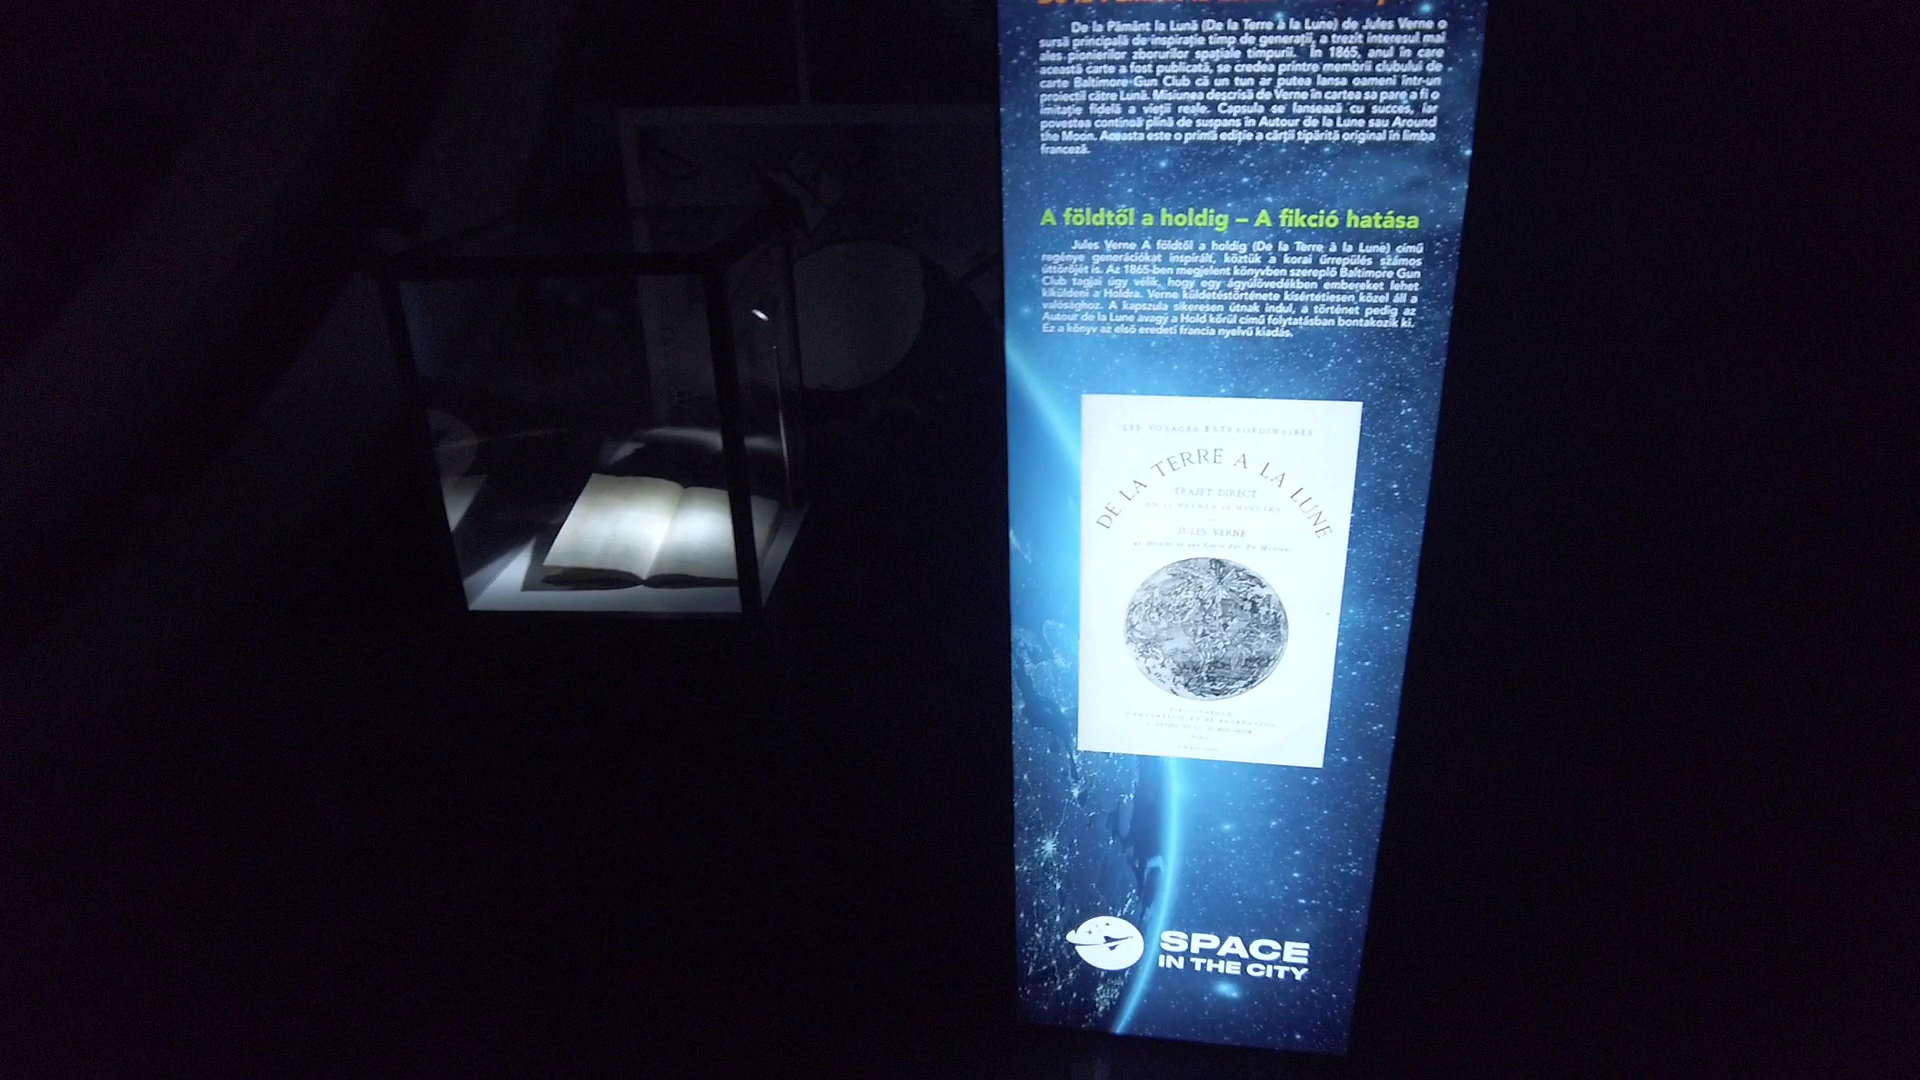 De la Pământ la Lună (De la Terre à la Lune) de Jules Verne o
sursă principală de inspirație timp de generații, a trezit interesul mai
ales pionierilor zborurilor spațiale timpurii. În 1865, anul în care
această carte a fost publicată, se credea printre membrii clubului de
carte Baltimore Gun Club că un tun ar putea lansa oameni într-un
proiectil către Lună. Misiunea descrisă de Verne în cartea sa pare a fi o
imitație fidelă a vieții reale. Capsula se lansează cu succes, iar
povestea continuă plină de suspans în Autour de la Lune sau Around
the Moon. Aceasta este o primă ediție a cărții tipărită original în limba
franceză.
A földtől a holdig – A fikció hatása
Jules Verne A földtől a holdig (De la Terre à la Lune) című
regénye generációkat inspirált, köztük a korai űrrepülés számos
úttörőjét is. Az 1865-ben megjelent könyvben szereplő Baltimore Gun
Club tagjai úgy vélik, hogy egy ágyúlövedékben embereket lehet
kiküldeni a Holdra. Verne küldetéstörténete kísértetiesen közel áll a
valósághoz. A kapszula sikeresen útnak indul, a történet pedig az
Autour de la Lune avagy a Hold körül című folytatásban bontakozik ki.
Ez a könyv az első eredeti francia nyelvű kiadás.
LES VOYAGES EXTRAORDINAIRES
DE LA TERRE A LA LUNE
TRAJET DIRECT
JULES VERNE
SPACE
IN THE CITY